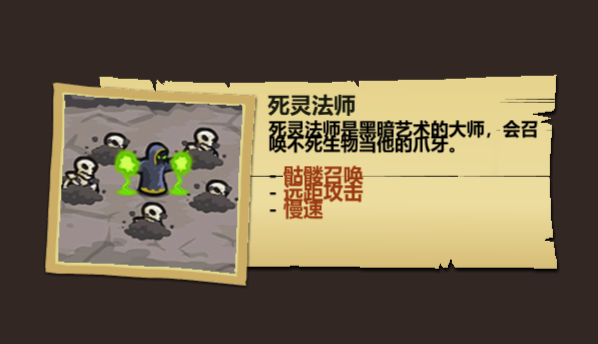 死灵法师
死灵法师是黑暗艺术的大师，会召
唤不死生物当他的爪牙。
- 骷髅召唤
- 远距攻击
- 慢速